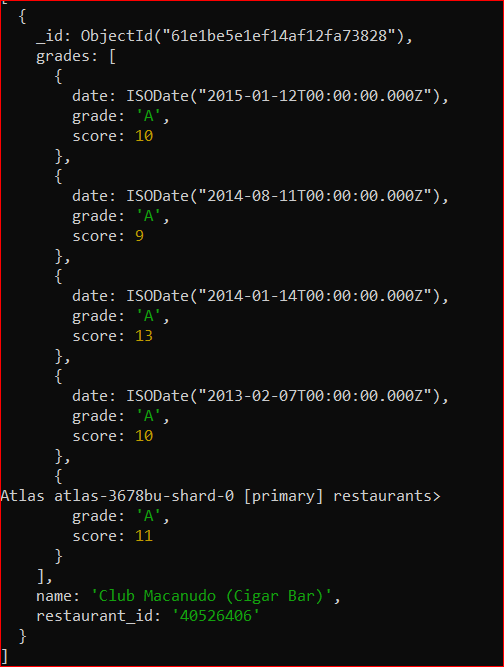 [
  {
    _id: ObjectId("61e1be5e1ef14af12fa73828"),
    grades: [
      {
        date: ISODate("2015-01-12T00:00:00.000Z"),
        grade: 'A',
        score: 10
      },
      {
        date: ISODate("2014-08-11T00:00:00.000Z"),
        grade: 'A',
        score: 9
      },
      {
        date: ISODate("2014-01-14T00:00:00.000Z"),
        grade: 'A',
        score: 13
      },
      {
        date: ISODate("2013-02-07T00:00:00.000Z"),
        grade: 'A',
        score: 10
      },
      {
Atlas atlas-3678bu-shard-0 [primary] restaurants>
        grade: 'A',
        score: 11
      }
    ],
    name: 'Club Macanudo (Cigar Bar)',
    restaurant_id: '40526406'
  }
]